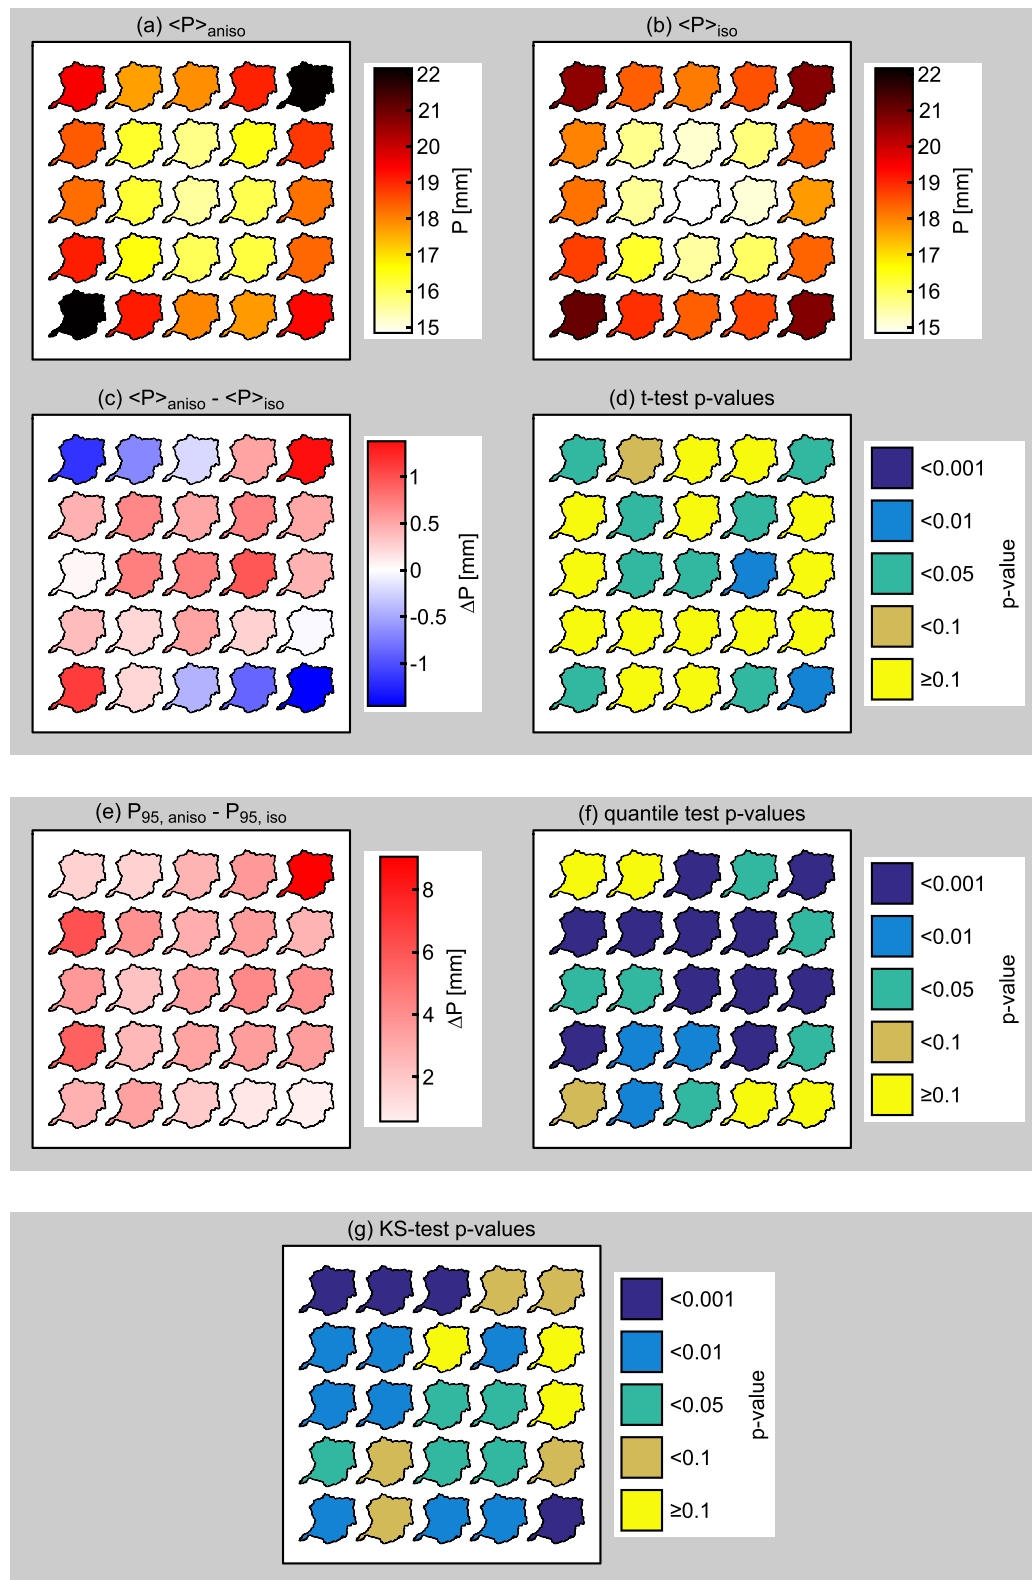 (a) <P>aniso
(b) <P>iso
22
21
20
19
18
17
16
15
P [mm]
22
21
20
19
18
17
16
15
P [mm]
(c) <P>aniso - <P>iso
(d) t-test p-values
1
0.5
0
-0.5
-1
ΔP [mm]
<0.001
<0.01
<0.05
<0.1
≥0.1
p-value
(e) P95, aniso - P95, iso
(f) quantile test p-values
8
6
4
2
ΔP [mm]
<0.001
<0.01
<0.05
<0.1
≥0.1
p-value
(g) KS-test p-values
<0.001
<0.01
<0.05
<0.1
≥0.1
p-value